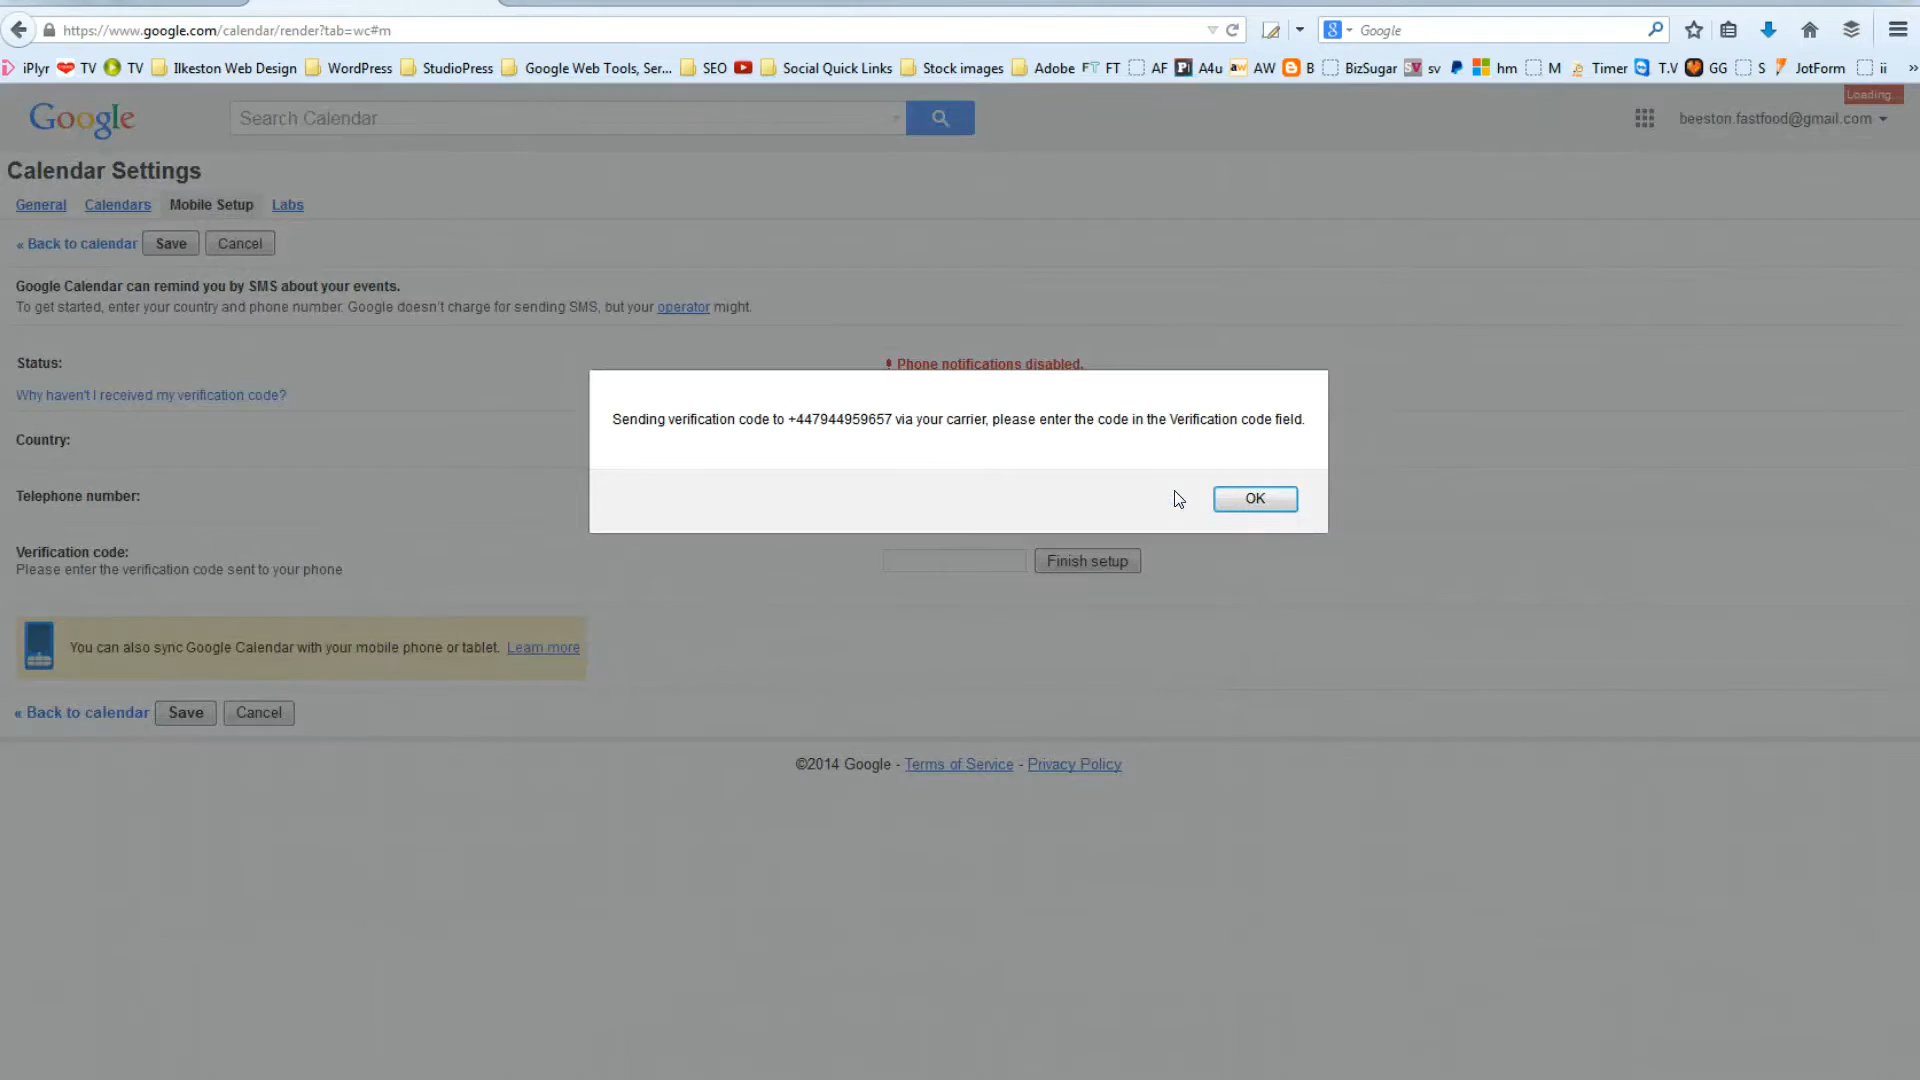 https://www.google.com/calendar/render?tab=wc#m
Google
iPlyr TV TV Ilkeston Web Design WordPress StudioPress Google Web Tools, Ser... SEO Social Quick Links Stock images Adobe FT FT AF A4u aw AW B BizSugar sv hm M Timer T.V GG S JotForm ii »
Loading...
Google Search Calendar beeston.fastfood@gmail.com
Calendar Settings
General Calendars Mobile Setup Labs
« Back to calendar Save Cancel
Google Calendar can remind you by SMS about your events.
To get started, enter your country and phone number. Google doesn't charge for sending SMS, but your operator might.
Status: Phone notifications disabled.
Why haven't I received my verification code?
Sending verification code to +447944959657 via your carrier, please enter the code in the Verification code field.
Country:
Telephone number:
OK
Verification code:
Please enter the verification code sent to your phone
Finish setup
You can also sync Google Calendar with your mobile phone or tablet. Learn more
« Back to calendar Save Cancel
©2014 Google - Terms of Service - Privacy Policy